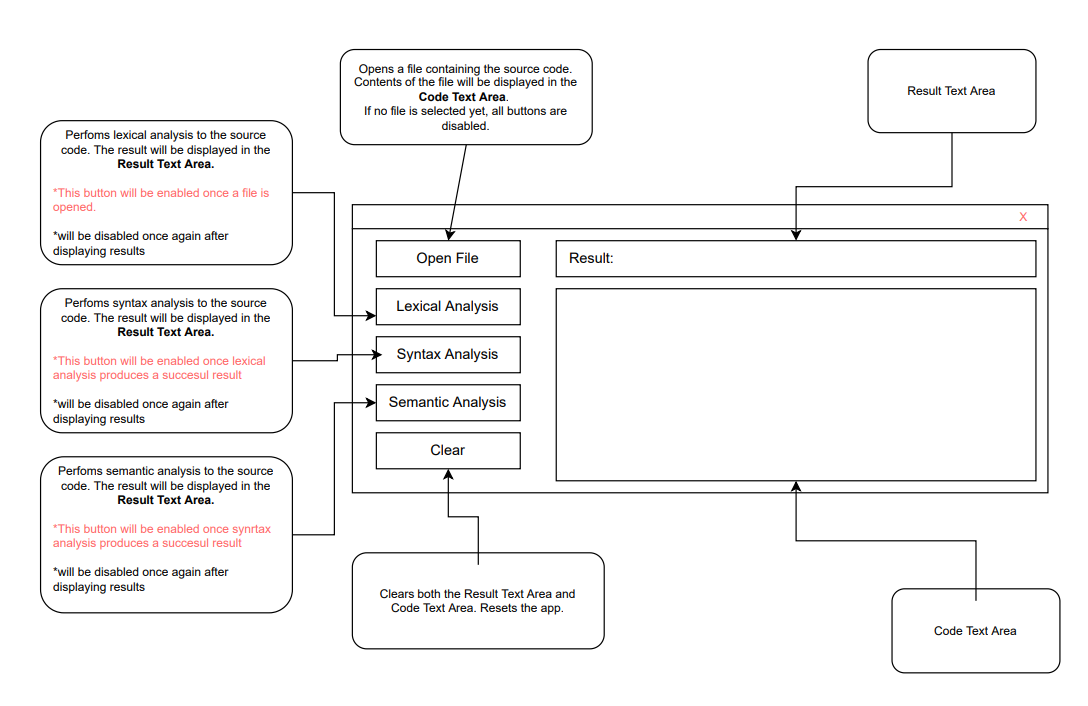 Opens a file containing the source code.
Contents of the file will be displayed in the
Code Text Area.
If no file is selected yet, all buttons are
disabled.
Result Text Area
Perfoms lexical analysis to the source
code. The result will be displayed in the
Result Text Area.
*This button will be enabled once a file is
opened.
*will be disabled once again after
displaying results
X
Open File
Result:
Lexical Analysis
Perfoms syntax analysis to the source
code. The result will be displayed in the
Result Text Area.
*This button will be enabled once lexical
analysis produces a succesul result
*will be disabled once again after
displaying results
Syntax Analysis
Semantic Analysis
Clear
Perfoms semantic analysis to the source
code. The result will be displayed in the
Result Text Area.
*This button will be enabled once synrtax
analysis produces a succesul result
*will be disabled once again after
displaying results
Clears both the Result Text Area and
Code Text Area. Resets the app.
Code Text Area